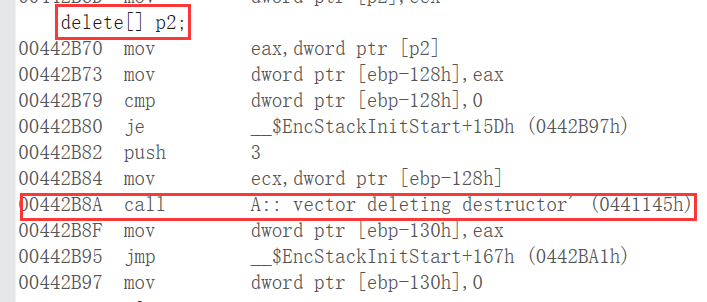 delete[] p2;
00442B70 mov eax,dword ptr [p2]
00442B73 mov dword ptr [ebp-128h],eax
00442B79 cmp dword ptr [ebp-128h],0
00442B80 je __$EncStackInitStart+15Dh (0442B97h)
00442B82 push 3
00442B84 mov ecx,dword ptr [ebp-128h]
00442B8A call A:: vector deleting destructor' (0441145h)
00442B8F mov dword ptr [ebp-130h],eax
00442B95 jmp __$EncStackInitStart+167h (0442BA1h)
00442B97 mov dword ptr [ebp-130h],0